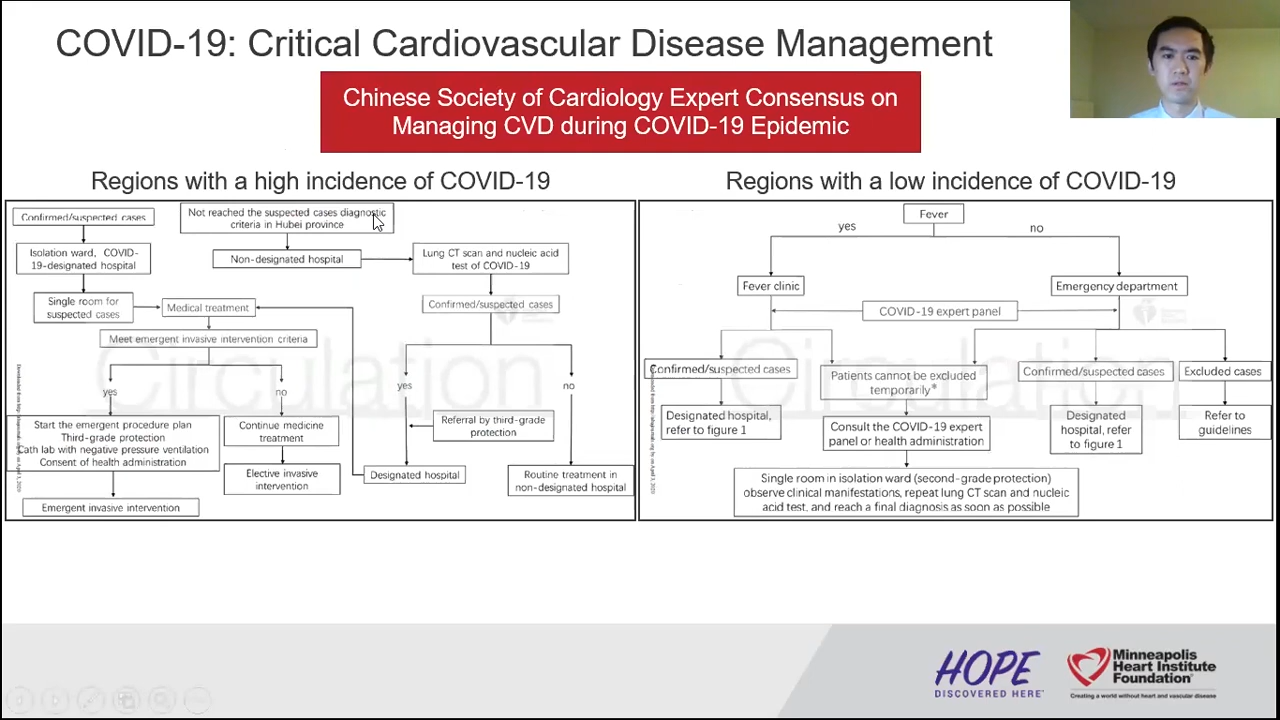 COVID-19: Critical Cardiovascular Disease Management
Chinese Society of Cardiology Expert Consensus on
Managing CVD during COVID-19 Epidemic
Regions with a high incidence of COVID-19
Confirmed/suspected cases
Not reached the suspected cases diagnostic
criteria in Hubei province
Isolation ward, COVID-
19-designated hospital
Non-designated hospital
Lung CT scan and nucleic acid
test of COVID-19
Single room for
suspected cases
Medical treatment
Confirmed/suspected cases
Meet emergent invasive intervention criteria
yes
no
yes
no
Start the emergent procedure plan
Third-grade protection
Cath lab with negative pressure ventilation
Consent of health administration
Continue medicine
treatment
Referral by third-grade
protection
Elective invasive
intervention
Designated hospital
Routine treatment in
non-designated hospital
Emergent invasive intervention
Circulation
Regions with a low incidence of COVID-19
Fever
yes
no
Fever clinic
Emergency department
COVID-19 expert panel
Confirmed/suspected cases
Patients cannot be excluded
temporarily*
Confirmed/suspected cases
Excluded cases
Designated hospital,
refer to figure 1
Consult the COVID-19 expert
panel or health administration
Designated
hospital, refer
to figure 1
Refer to
guidelines
Single room in isolation ward (second-grade protection)
observe clinical manifestations, repeat lung CT scan and nucleic
acid test, and reach a final diagnosis as soon as possible
Circulation
HOPE
DISCOVERED HERE™
Minneapolis
Heart Institute
Foundation®
Creating a world without heart and vascular disease